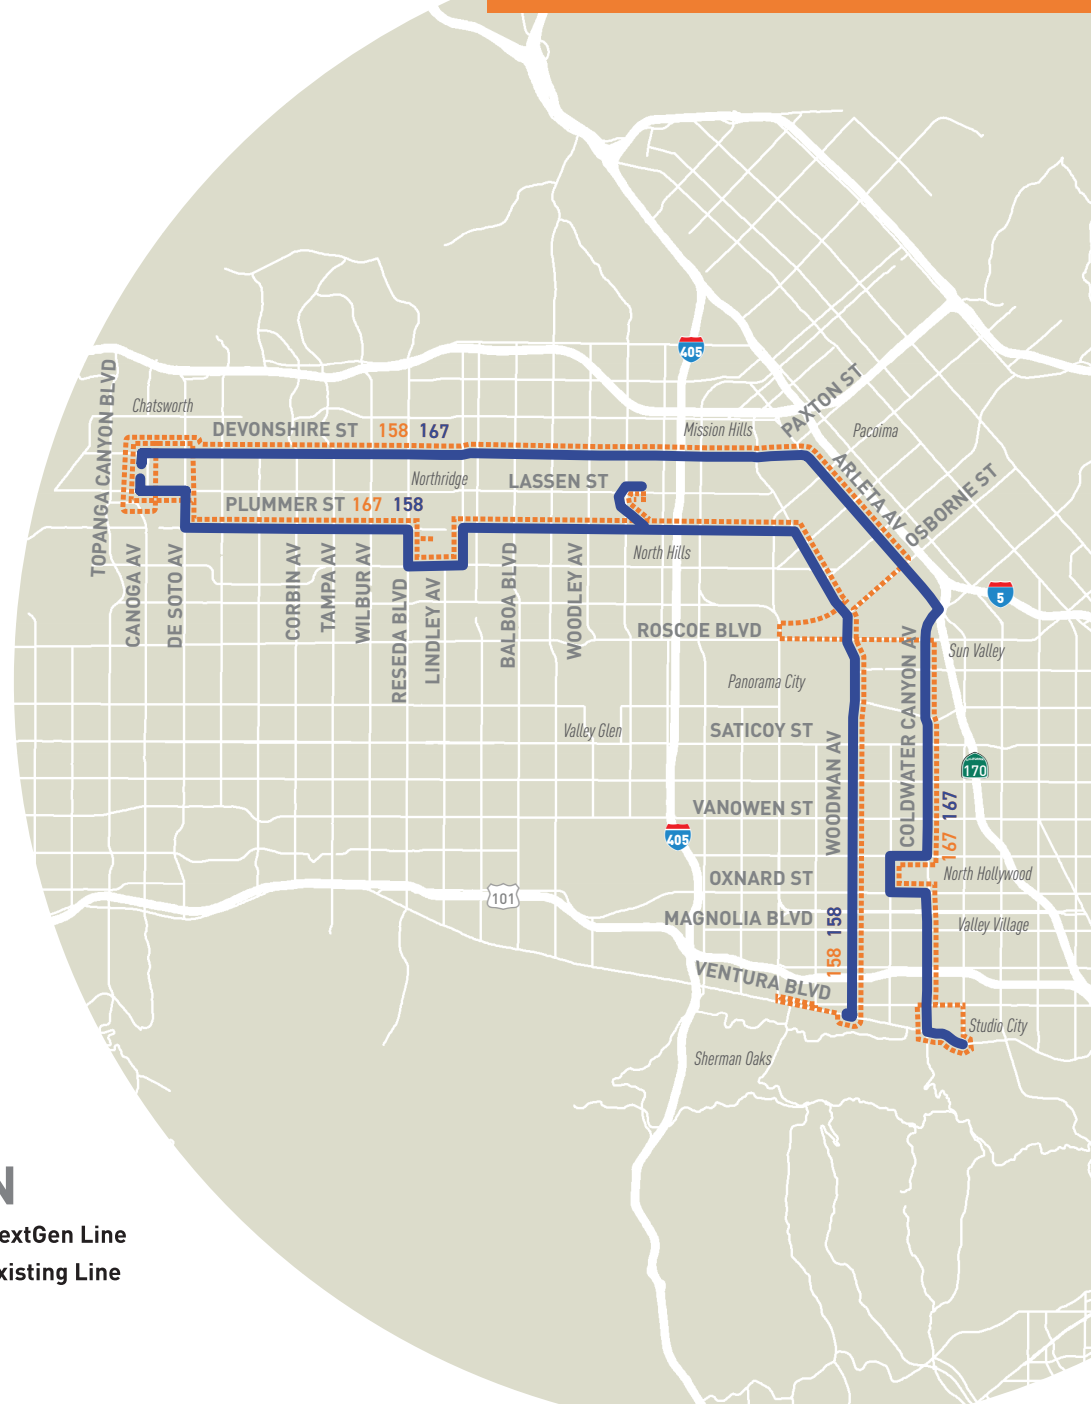 405
PAXTON ST
TOPANGA CANYON BLVD
Chatsworth
DEVONSHIRE ST 158 167
Mission Hills
Pacoima
ARLETA AV
OSBORNE ST
Northridge
LASSEN ST
PLUMMER ST 167 158
North Hills
CANOGA AV
DE SOTO AV
CORBIN AV
TAMPA AV
WILBUR AV
RESEDA BLVD
LINDLEY AV
BALBOA BLVD
WOODLEY AV
5
ROSCOE BLVD
COLDWATER CANYON AV
Sun Valley
Panorama City
Valley Glen
SATICOY ST
WOODMAN AV
170
VANOWEN ST
167 167
405
OXNARD ST
North Hollywood
101
MAGNOLIA BLVD
158 158
Valley Village
VENTURA BLVD
Studio City
Sherman Oaks
N
extGen Line
xisting Line